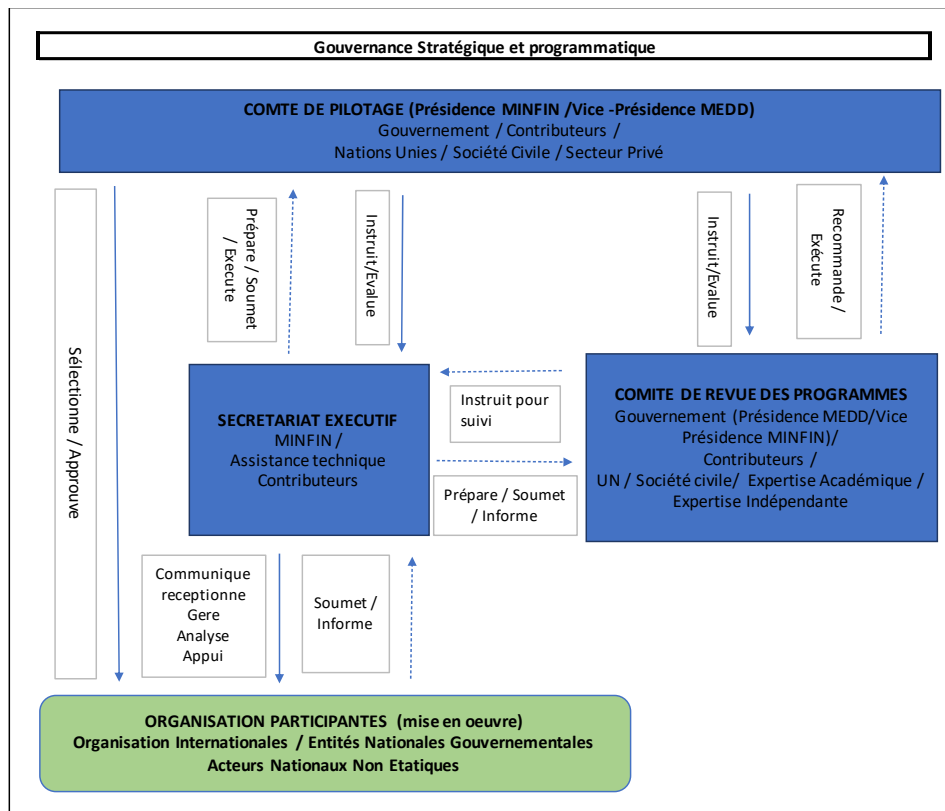 Gouvernance Stratégique et programmatique
COMTE DE PILOTAGE (Présidence MINFIN /Vice -Présidence MEDD)
Gouvernement / Contributeurs /
Nations Unies / Société Civile / Secteur Privé
Sélectionne / Approuve
Prépare / Soumet
/ Execute
Instruit/Evalue
Instruit/Evalue
Recommande /
Exécute
SECRETARIAT EXECUTIF
MINFIN /
Assistance technique
Contributeurs
Instruit pour
suivi
Prépare / Soumet
/ Informe
COMITE DE REVUE DES PROGRAMMES
Gouvernement (Présidence MEDD/Vice
Présidence MINFIN)/
Contributeurs /
UN / Société civile/ Expertise Académique /
Expertise Indépendante
Communique
receptionne
Gere
Analyse
Appui
Soumet /
Informe
ORGANISATION PARTICIPANTES (mise en oeuvre)
Organisation Internationales / Entités Nationales Gouvernementales
Acteurs Nationaux Non Etatiques